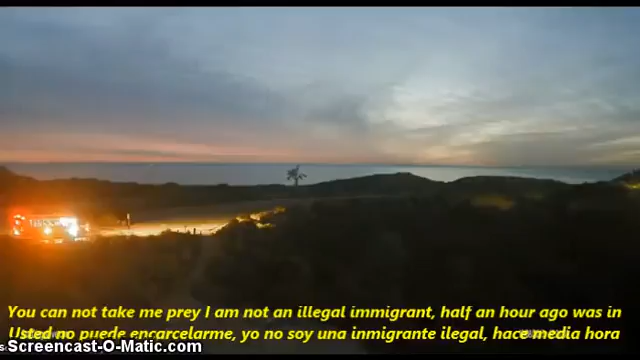 You can not take me prey I am not an illegal immigrant, half an hour ago was in
Usted no puede encarcelarme, yo no soy una inmigrante ilegal, hace media hora
Screencast-O-Matic.com